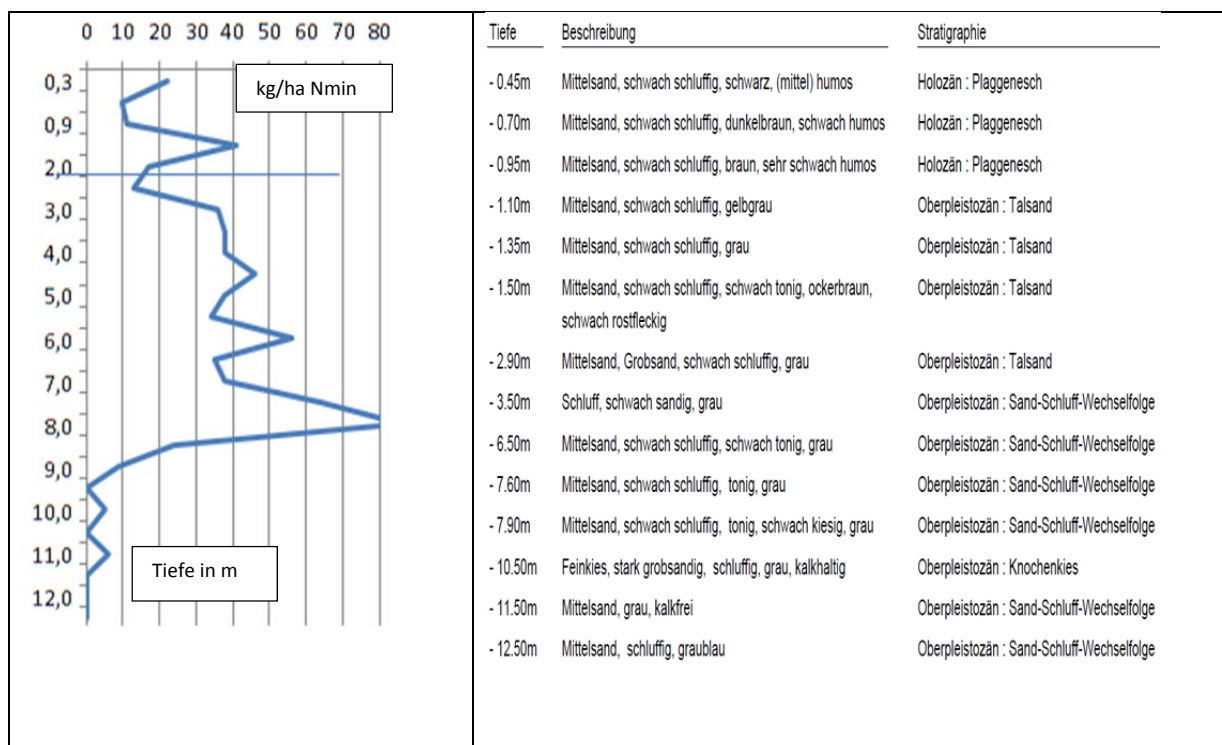 0 10 20 30 40 50 60 70 80
kg/ha Nmin
0,3
0,9
2,0
3,0
4,0
5,0
6,0
7,0
8,0
9,0
10,0
11,0
12,0
Tiefe in m
Tiefe Beschreibung Stratigraphie
- 0.45m Mittelsand, schwach schluffig, schwarz, (mittel) humos Holozän : Plaggenesch
- 0.70m Mittelsand, schwach schluffig, dunkelbraun, schwach humos Holozän : Plaggenesch
- 0.95m Mittelsand, schwach schluffig, braun, sehr schwach humos Holozän : Plaggenesch
- 1.10m Mittelsand, schwach schluffig, gelbgrau Oberpleistozän : Talsand
- 1.35m Mittelsand, schwach schluffig, grau Oberpleistozän : Talsand
- 1.50m Mittelsand, schwach schluffig, schwach tonig, ockerbraun, Oberpleistozän : Talsand
schwach rostfleckig
- 2.90m Mittelsand, Grobsand, schwach schluffig, grau Oberpleistozän : Talsand
- 3.50m Schluff, schwach sandig, grau Oberpleistozän : Sand-Schluff-Wechselfolge
- 6.50m Mittelsand, schwach schluffig, schwach tonig, grau Oberpleistozän : Sand-Schluff-Wechselfolge
- 7.60m Mittelsand, schwach schluffig, tonig, grau Oberpleistozän : Sand-Schluff-Wechselfolge
- 7.90m Mittelsand, schwach schluffig, tonig, schwach kiesig, grau Oberpleistozän : Sand-Schluff-Wechselfolge
- 10.50m Feinkies, stark grobsandig, schluffig, grau, kalkhaltig Oberpleistozän : Knochenkies
- 11.50m Mittelsand, grau, kalkfrei Oberpleistozän : Sand-Schluff-Wechselfolge
- 12.50m Mittelsand, schluffig, graublau Oberpleistozän : Sand-Schluff-Wechselfolge